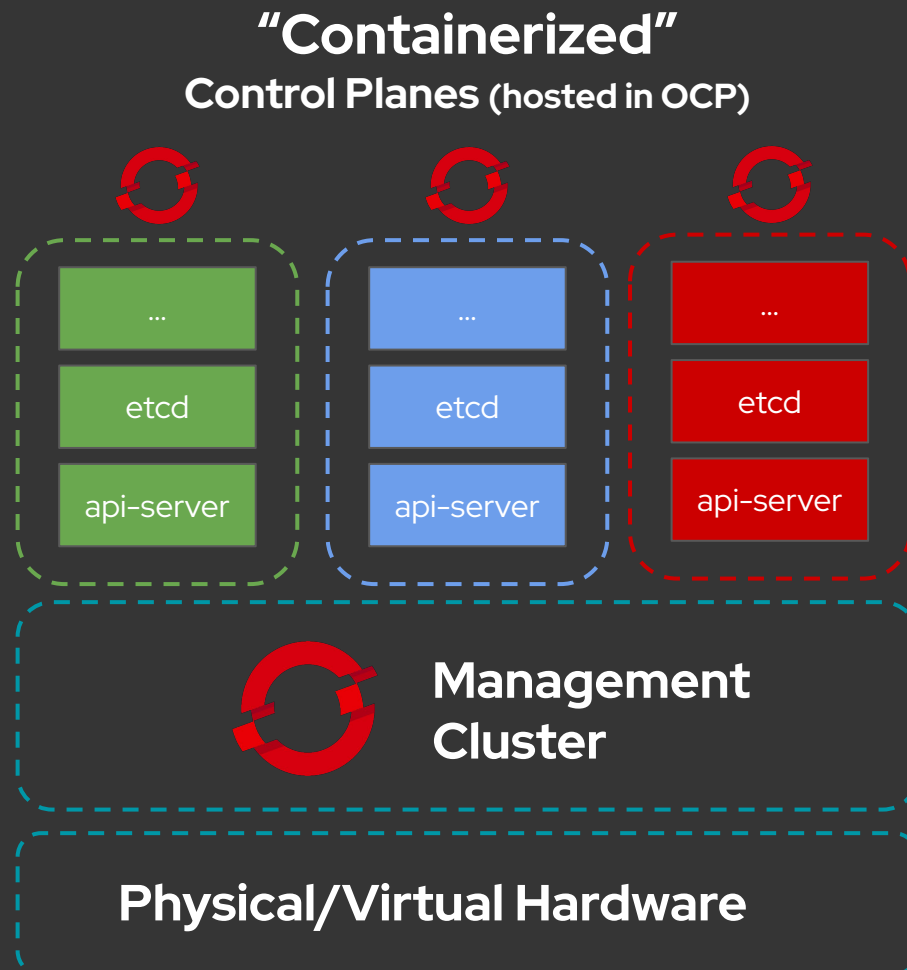 “Containerized”
Control Planes (hosted in OCP)
... ... ...
etcd etcd etcd
api-server api-server api-server
Management
Cluster
Physical/Virtual Hardware